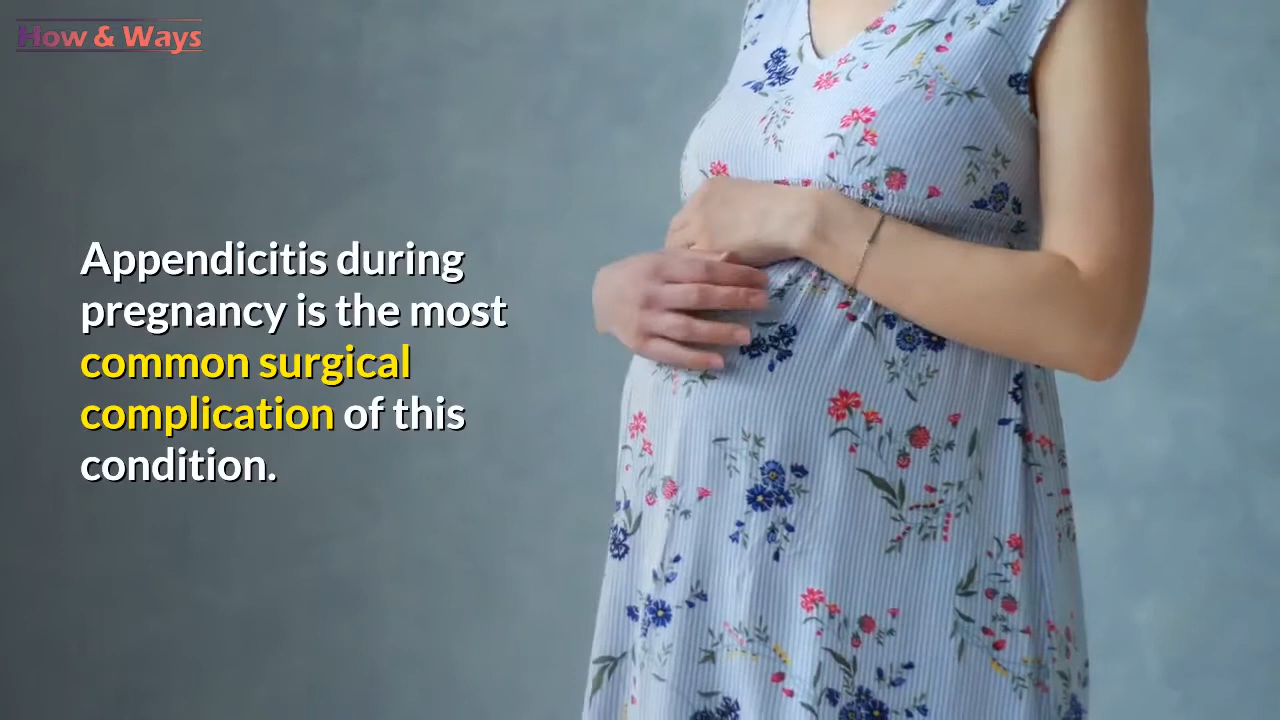 How & Ways
Appendicitis during
pregnancy is the most
common surgical
complication of this
condition.